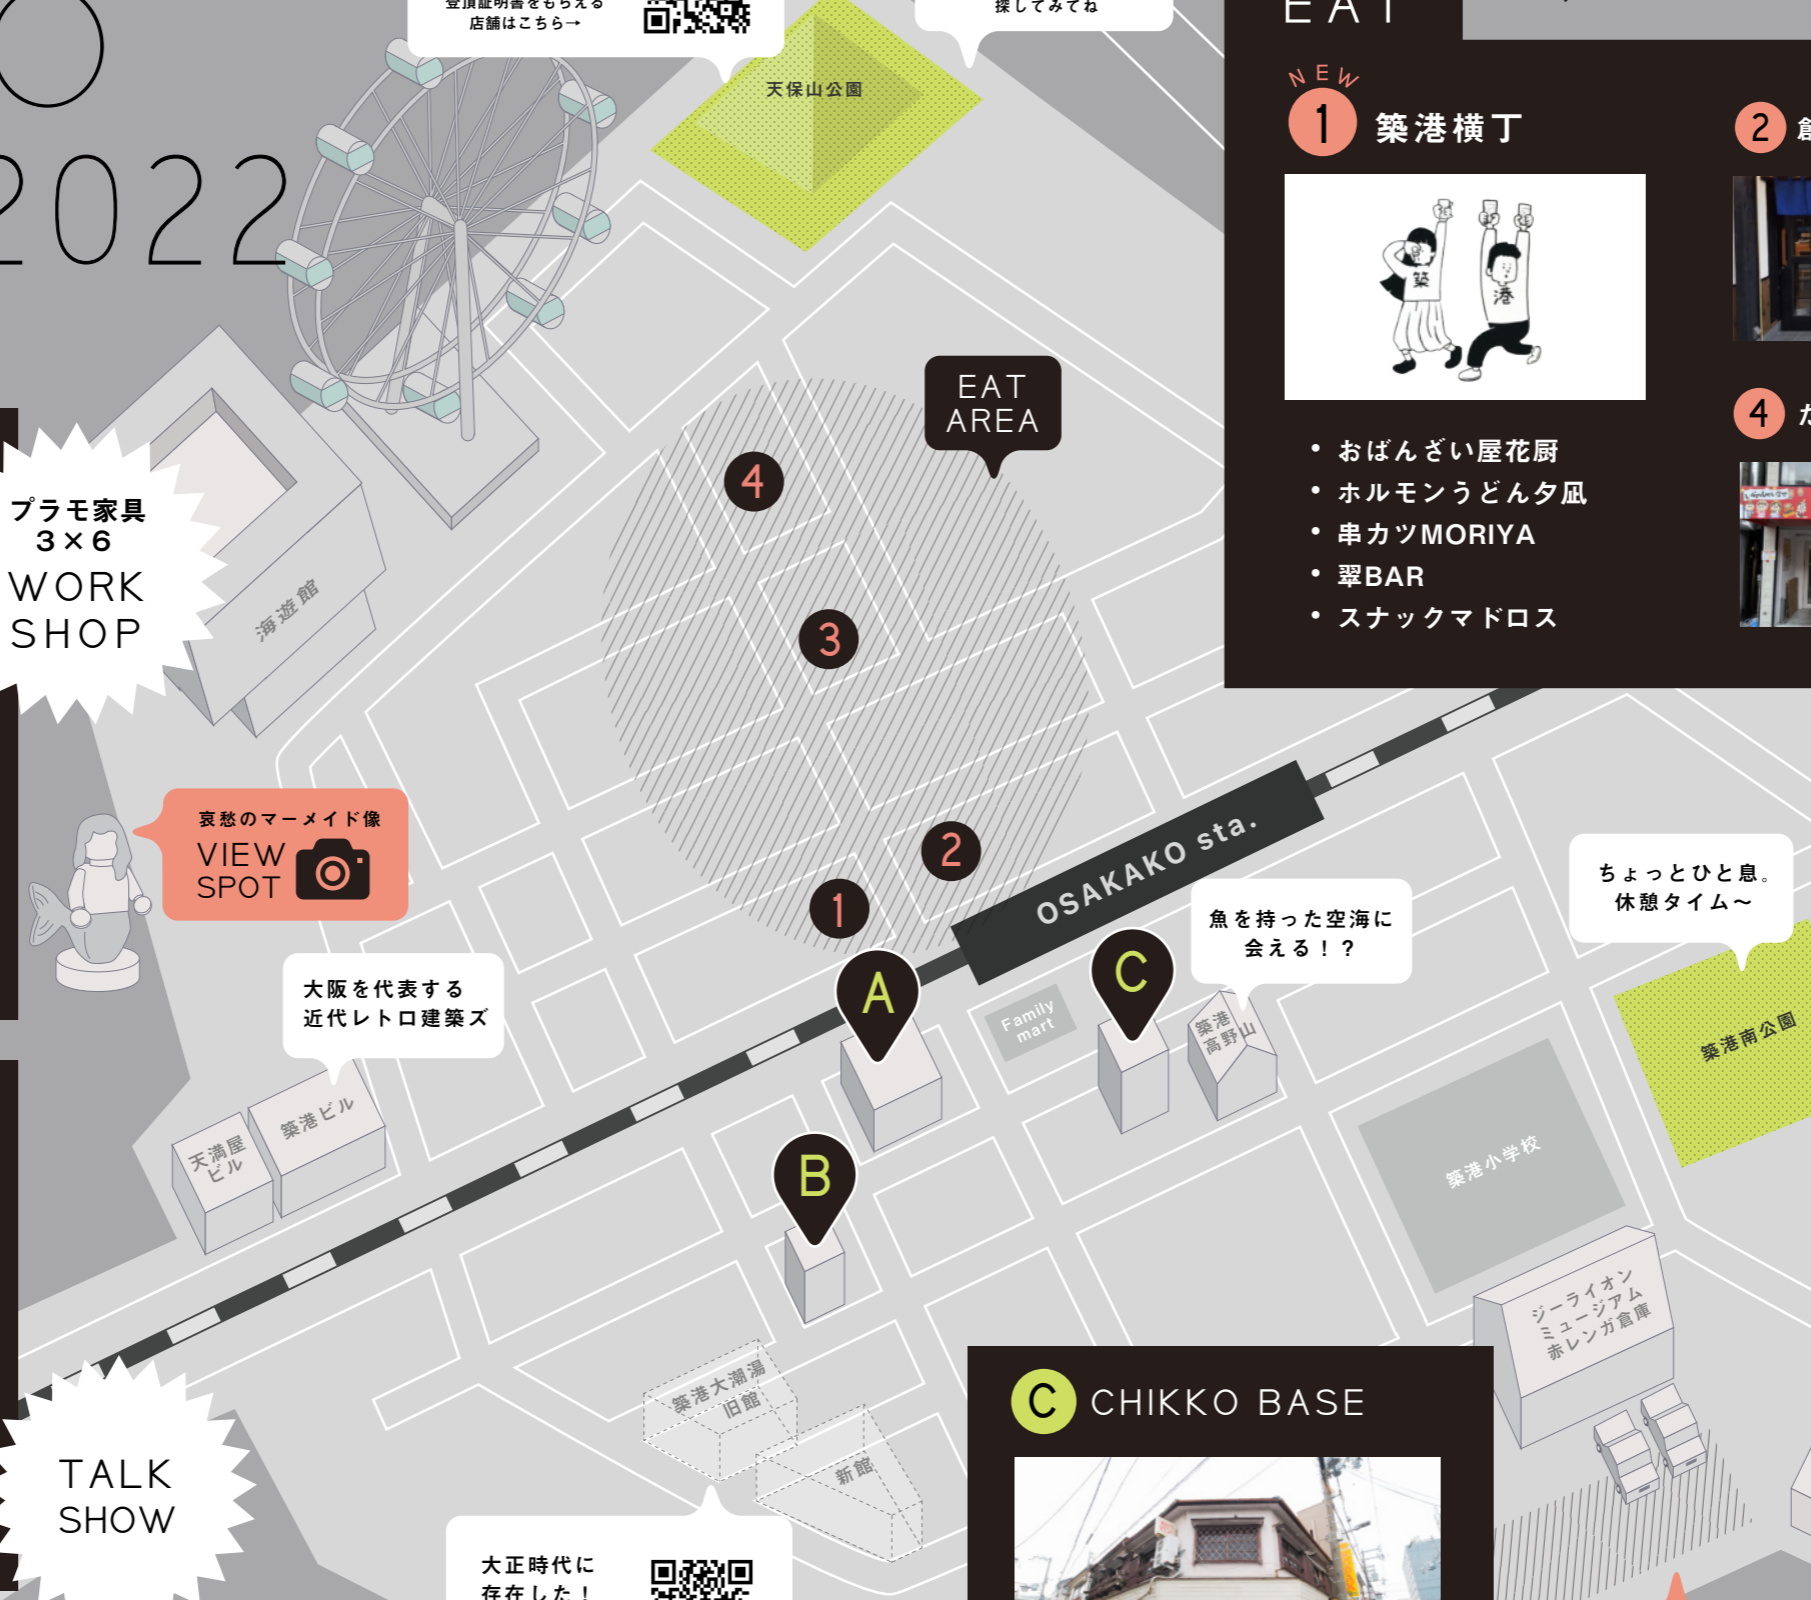 O
2022
登頂証明書をもらえる
店舗はこちら→
探してみてね
天保山公園
EAT
NEW
1 築港横丁
築
港
・おばんざい屋花厨
・ホルモンうどん夕凪
・串カツMORIYA
・翠BAR
・スナックマドロス
2
4
EAT
AREA
4
3
2
1
プラモ家具
3×6
WORK
SHOP
海遊館
哀愁のマーメイド像
VIEW
SPOT
大阪を代表する
近代レトロ建築ズ
天満屋
ビル
築港ビル
OSAKAKO sta.
A
B
C
Family
mart
魚を持った空海に
会える！？
築港
高野山
ちょっとひと息。
休憩タイム〜
築港南公園
築港小学校
ジーライオン
ミュージアム
赤レンガ倉庫
築港大潮湯
旧館
新館
大正時代に
存在した！
TALK
SHOW
C CHIKKO BASE